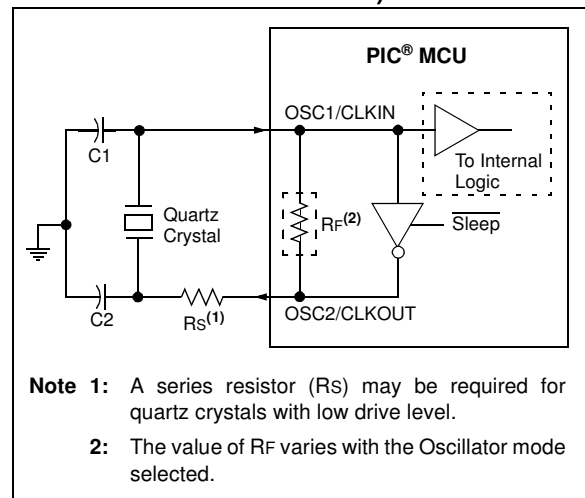 PIC® MCU
OSC1/CLKIN
C1
To Internal
Logic
Quartz
Crystal
RF(2)
Sleep
C2
RS(1)
OSC2/CLKOUT
Note 1: A series resistor (RS) may be required for
quartz crystals with low drive level.
2: The value of RF varies with the Oscillator mode
selected.